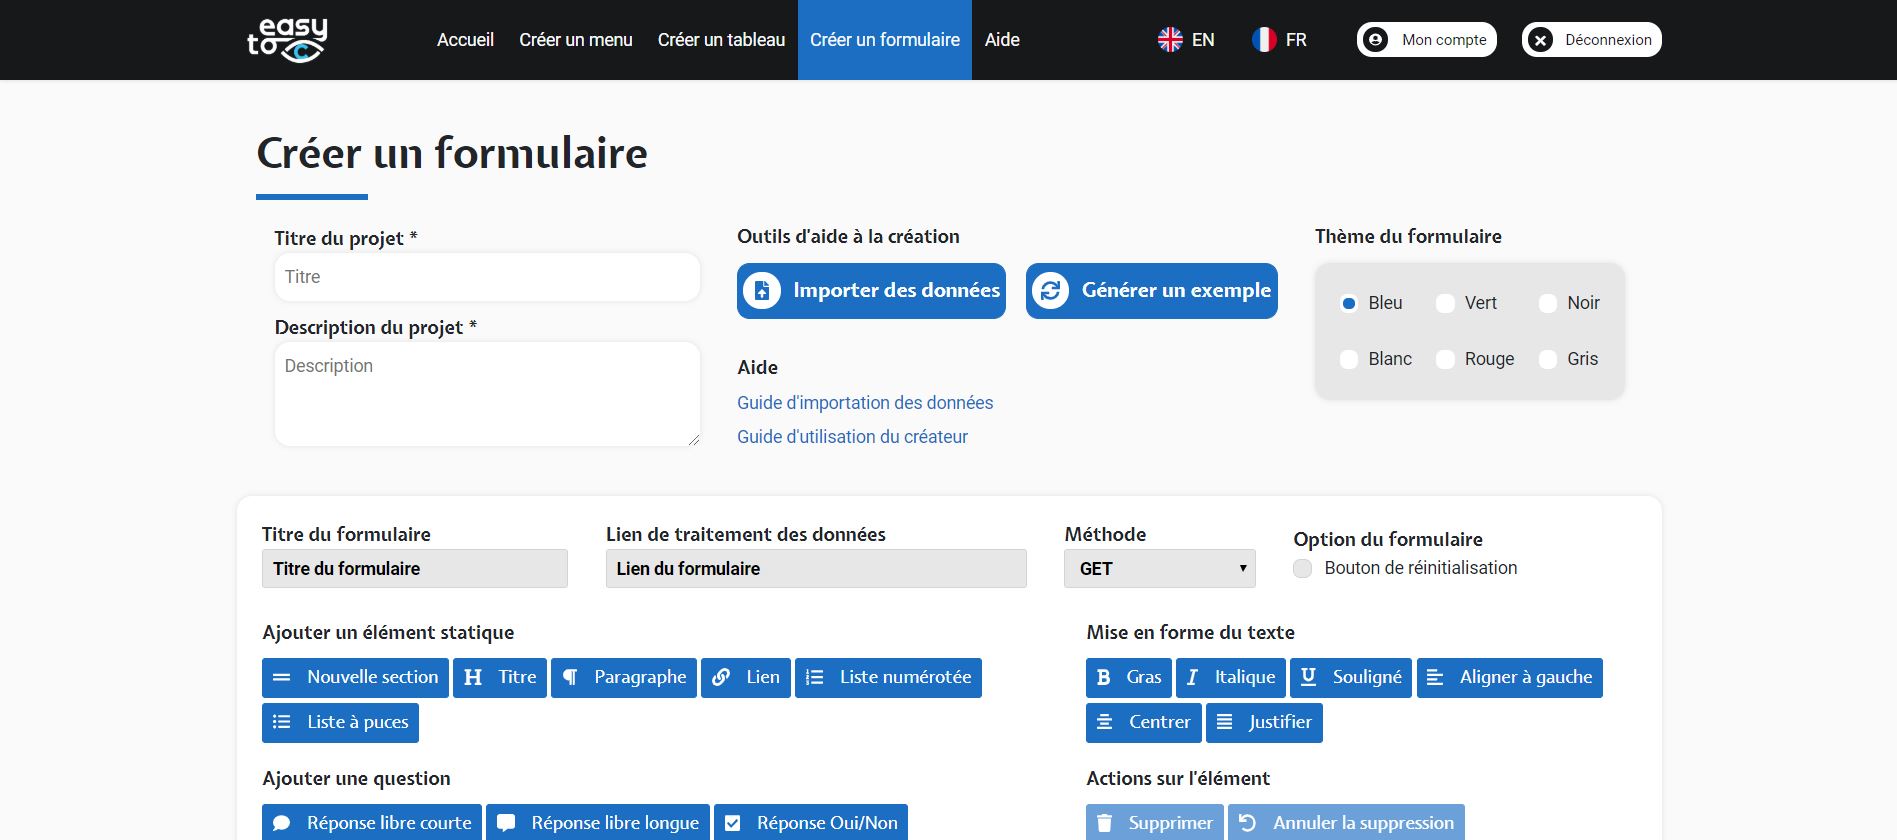 easy
to C
Accueil Créer un menu Créer un tableau Créer un formulaire Aide EN FR Mon compte Déconnexion
Créer un formulaire
Titre du projet *
Titre
Description du projet *
Description
Outils d'aide à la création
Importer des données Générer un exemple
Aide
Guide d'importation des données
Guide d'utilisation du créateur
Thème du formulaire
Bleu Vert Noir
Blanc Rouge Gris
Titre du formulaire
Titre du formulaire
Lien de traitement des données
Lien du formulaire
Méthode
GET
Option du formulaire
Bouton de réinitialisation
Ajouter un élément statique
Nouvelle section H Titre Paragraphe Lien Liste numérotée
Liste à puces
Mise en forme du texte
B Gras I Italique U Souligné Aligner à gauche
Centrer Justifier
Ajouter une question
Réponse libre courte Réponse libre longue Réponse Oui/Non
Actions sur l'élément
Supprimer Annuler la suppression